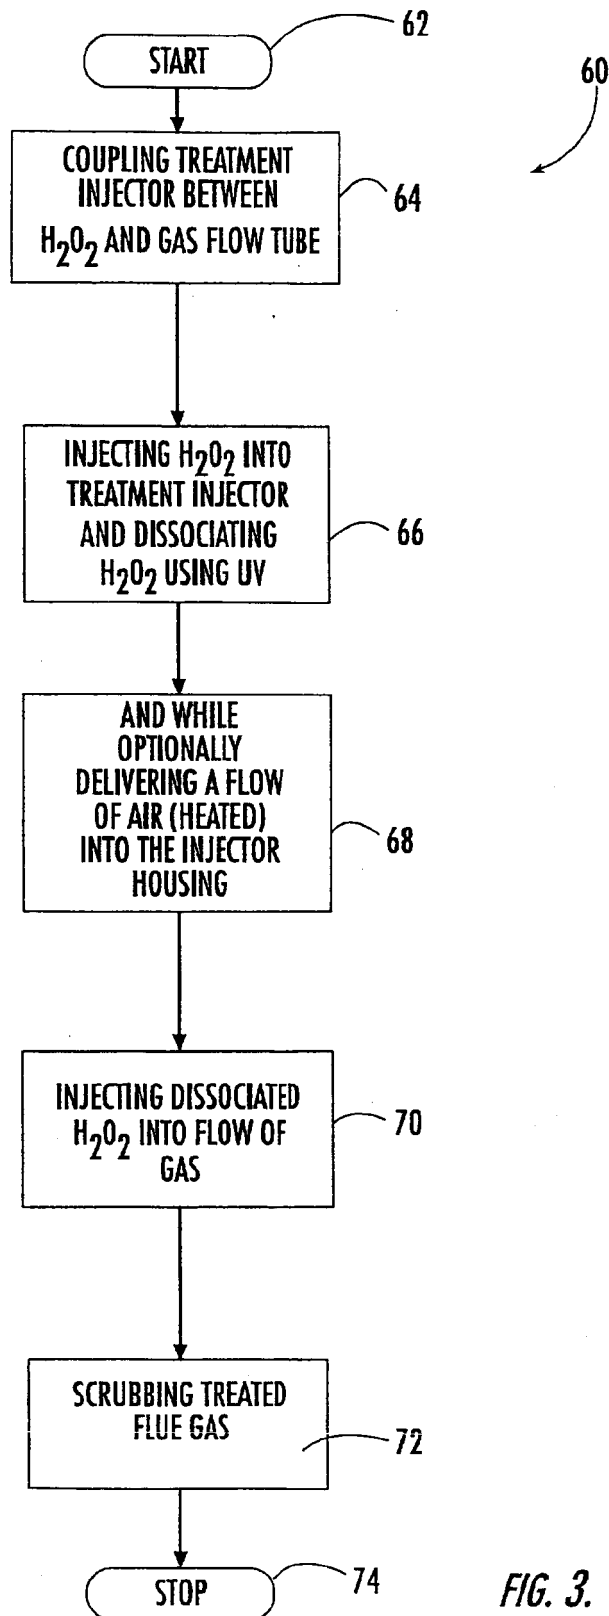 62
START
60
COUPLING TREATMENT
INJECTOR BETWEEN
H2O2 AND GAS FLOW TUBE
64
INJECTING H2O2 INTO
TREATMENT INJECTOR
AND DISSOCIATING
H2O2 USING UV
66
AND WHILE
OPTIONALLY
DELIVERING A FLOW
OF AIR (HEATED)
INTO THE INJECTOR
HOUSING
68
INJECTING DISSOCIATED
H2O2 INTO FLOW OF
GAS
70
SCRUBBING TREATED
FLUE GAS
72
STOP
74
FIG. 3.